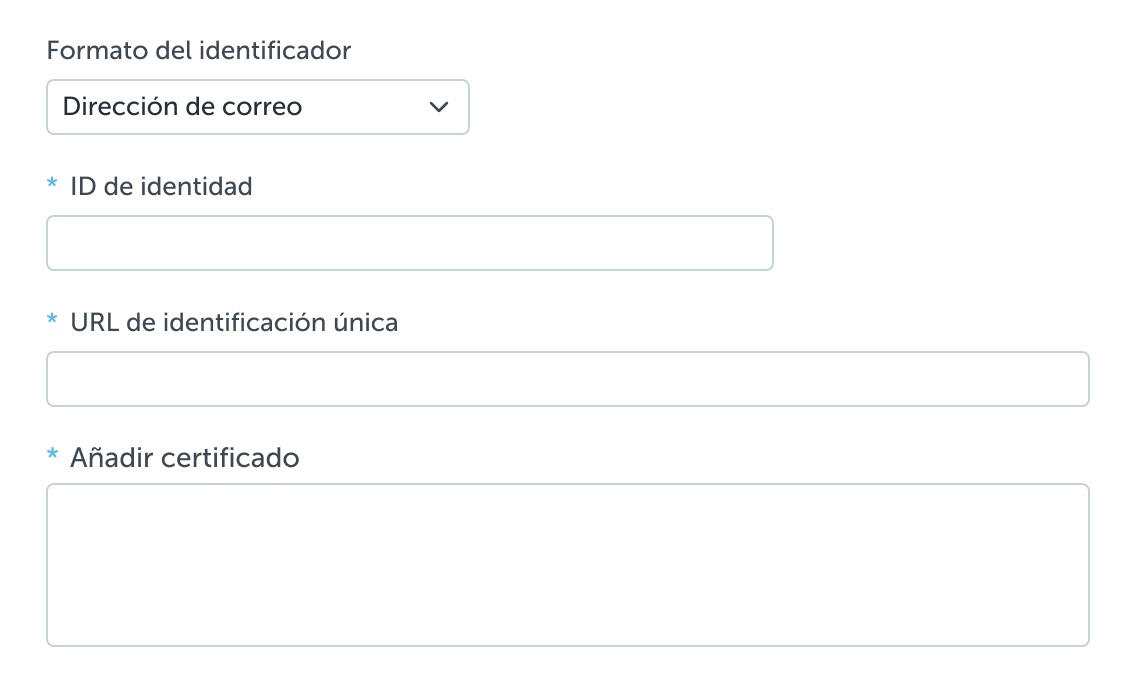 Formato del identificador
Dirección de correo
* ID de identidad
* URL de identificación única
* Añadir certificado